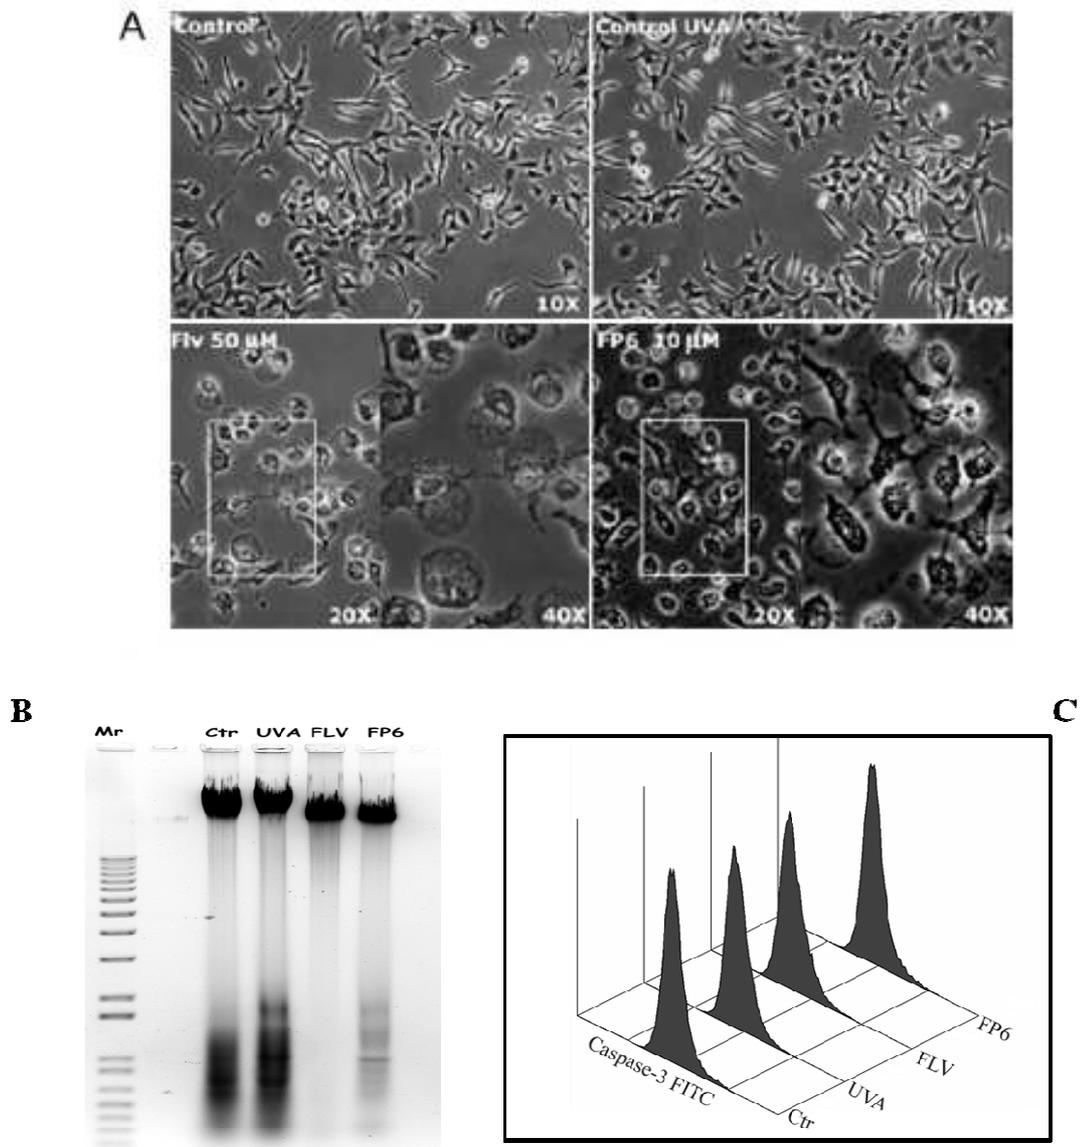 A
Control
Control UVA
10X
10X
Flv 50 µM
FP6 10 µM
20X
40X
20X
40X
B
C
Mr
Ctr
UVA
FLV
FP6
Caspase-3 FITC
Ctr
UVA
FLV
FP6